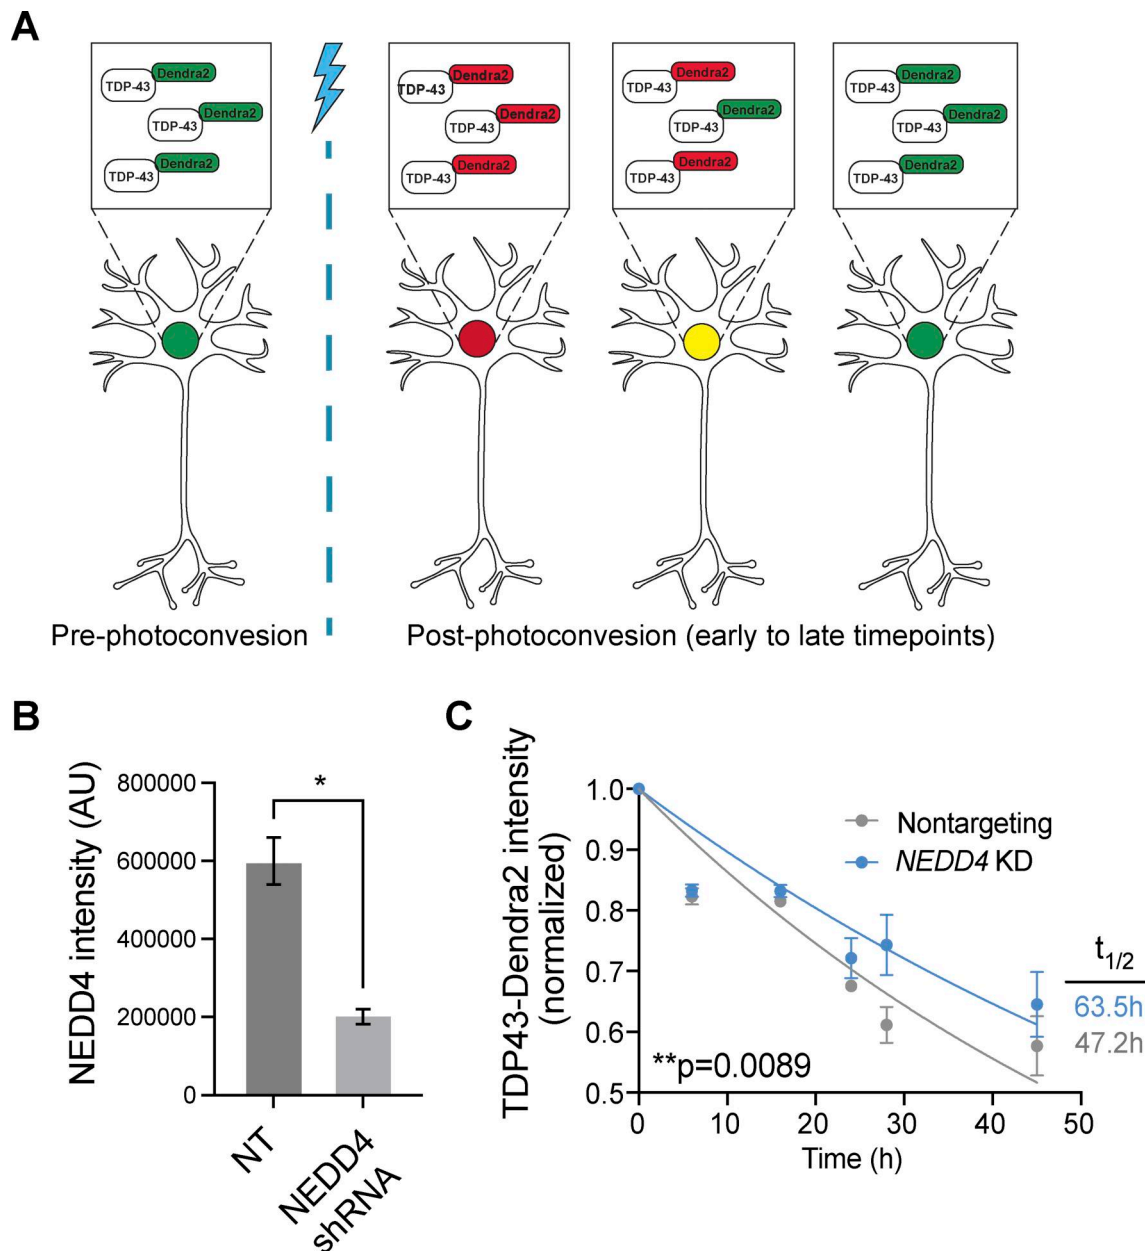 A
Dendra2
TDP-43
Dendra2
TDP-43
Dendra2
TDP-43
Dendra2
TDP-43
Dendra2
TDP-43
Dendra2
TDP-43
Dendra2
TDP-43
Dendra2
TDP-43
Dendra2
TDP-43
Dendra2
TDP-43
Dendra2
TDP-43
Dendra2
TDP-43
Pre-photoconvesion
Post-photoconvesion (early to late timepoints)
B
NEDD4 intensity (AU)
800000
600000
400000
200000
0
*
NT
NEDD4
shRNA
C
TDP43-Dendra2 intensity
(normalized)
1.0
0.9
0.8
0.7
0.6
0.5
Nontargeting
NEDD4 KD
**p=0.0089
t1/2
63.5h
47.2h
0 10 20 30 40 50
Time (h)